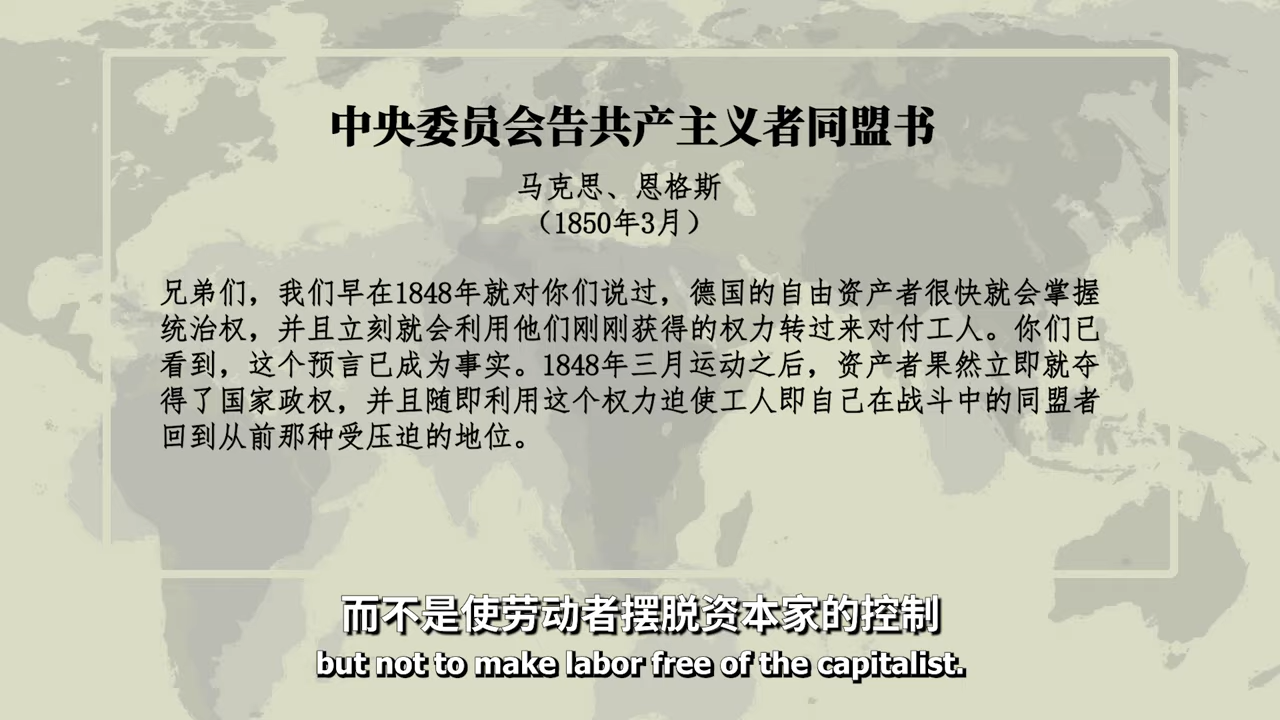 中央委员会告共产主义者同盟书
马克思、恩格斯
（1850年3月）
兄弟们，我们早在1848年就对你们说过，德国的自由资产者很快就会掌握
统治权，并且立刻就会利用他们刚刚获得的权力转过来对付工人。你们已
看到，这个预言已成为事实。1848年三月运动之后，资产者果然立即就夺
得了国家政权，并且随即利用这个权力迫使工人即自己在战斗中的同盟者
回到从前那种受压迫的地位。
而不是使劳动者摆脱资本家的控制
but not to make labor free of the capitalist.